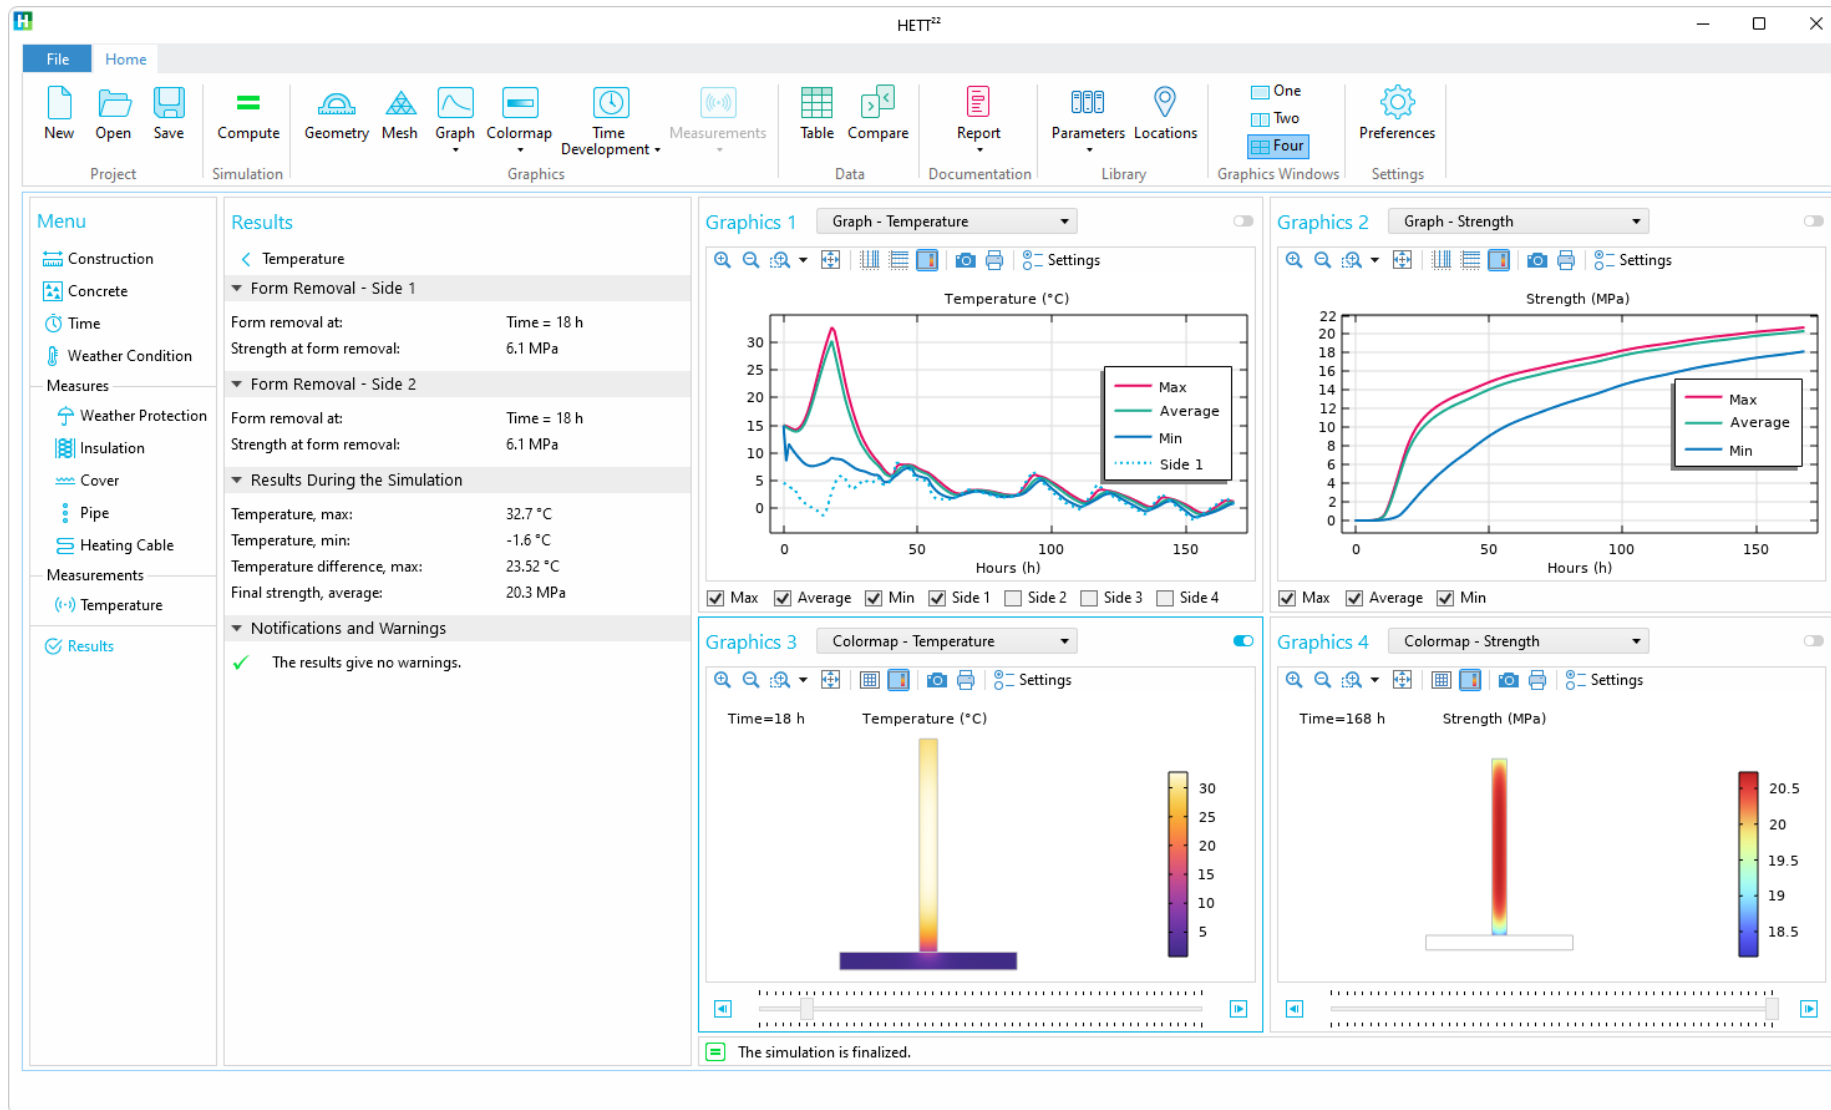 HETT²²
File Home
New Open Save
Project
Compute
Simulation
Geometry Mesh Graph Colormap Time Development Measurements
Graphics
Table Compare
Data
Report
Documentation
Parameters Locations
Library
One
Two
Four
Graphics Windows
Preferences
Settings
Menu
Construction
Concrete
Time
Weather Condition
Measures
Weather Protection
Insulation
Cover
Pipe
Heating Cable
Measurements
Temperature
Results
Results
Temperature
Form Removal - Side 1
Form removal at: Time = 18 h
Strength at form removal: 6.1 MPa
Form Removal - Side 2
Form removal at: Time = 18 h
Strength at form removal: 6.1 MPa
Results During the Simulation
Temperature, max: 32.7 °C
Temperature, min: -1.6 °C
Temperature difference, max: 23.52 °C
Final strength, average: 20.3 MPa
Notifications and Warnings
The results give no warnings.
Graphics 1 Graph - Temperature
Settings
Temperature (°C)
30
25
20
15
10
5
0
Max
Average
Min
Side 1
0 50 100 150
Hours (h)
Max Average Min Side 1 Side 2 Side 3 Side 4
Graphics 2 Graph - Strength
Settings
Strength (MPa)
22
20
18
16
14
12
10
8
6
4
2
0
Max
Average
Min
0 50 100 150
Hours (h)
Max Average Min
Graphics 3 Colormap - Temperature
Settings
Time=18 h Temperature (°C)
30
25
20
15
10
5
Graphics 4 Colormap - Strength
Settings
Time=168 h Strength (MPa)
20.5
20
19.5
19
18.5
The simulation is finalized.